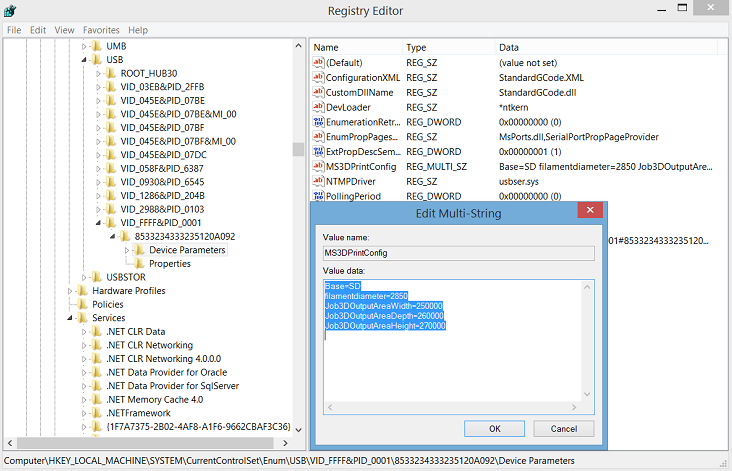 Registry Editor
File Edit View Favorites Help
UMB
USB
ROOT_HUB30
VID_03EB&PID_2FFB
VID_045E&PID_07BE
VID_045E&PID_07BE&MI_00
VID_045E&PID_07BF
VID_045E&PID_07BF&MI_00
VID_045E&PID_07DC
VID_058F&PID_6387
VID_0930&PID_6545
VID_1286&PID_204B
VID_2988&PID_0103
VID_FFFF&PID_0001
8533234333235120A092
Device Parameters
Properties
USBSTOR
Hardware Profiles
Policies
Services
.NET CLR Data
.NET CLR Networking
.NET CLR Networking 4.0.0.0
.NET Data Provider for Oracle
.NET Data Provider for SqlServer
.NET Memory Cache 4.0
.NETFramework
{1F7A7375-2B02-4AF8-A1F6-9662CBAF3C36}
Name Type Data
(Default) REG_SZ (value not set)
ConfigurationXML REG_SZ StandardGCode.XML
CustomDllName REG_SZ StandardGCode.dll
DevLoader REG_SZ *ntkern
EnumerationRetr... REG_DWORD 0x00000000 (0)
EnumPropPages... REG_SZ MsPorts.dll,SerialPortPropPageProvider
ExtPropDescSem... REG_DWORD 0x00000001 (1)
MS3DPrintConfig REG_MULTI_SZ Base=SD filamentdiameter=2850 Job3DOutputAre...
NTMPDriver REG_SZ usbser.sys
PollingPeriod REG_DWORD 0x00000000 (0)
01#8533234333235120...
Edit Multi-String
Value name:
MS3DPrintConfig
Value data:
Base=SD
filamentdiameter=2850
Job3DOutputAreaWidth=250000
Job3DOutputAreaDepth=260000
Job3DOutputAreaHeight=270000
OK Cancel
Computer\HKEY_LOCAL_MACHINE\SYSTEM\CurrentControlSet\Enum\USB\VID_FFFF&PID_0001\8533234333235120A092\Device Parameters